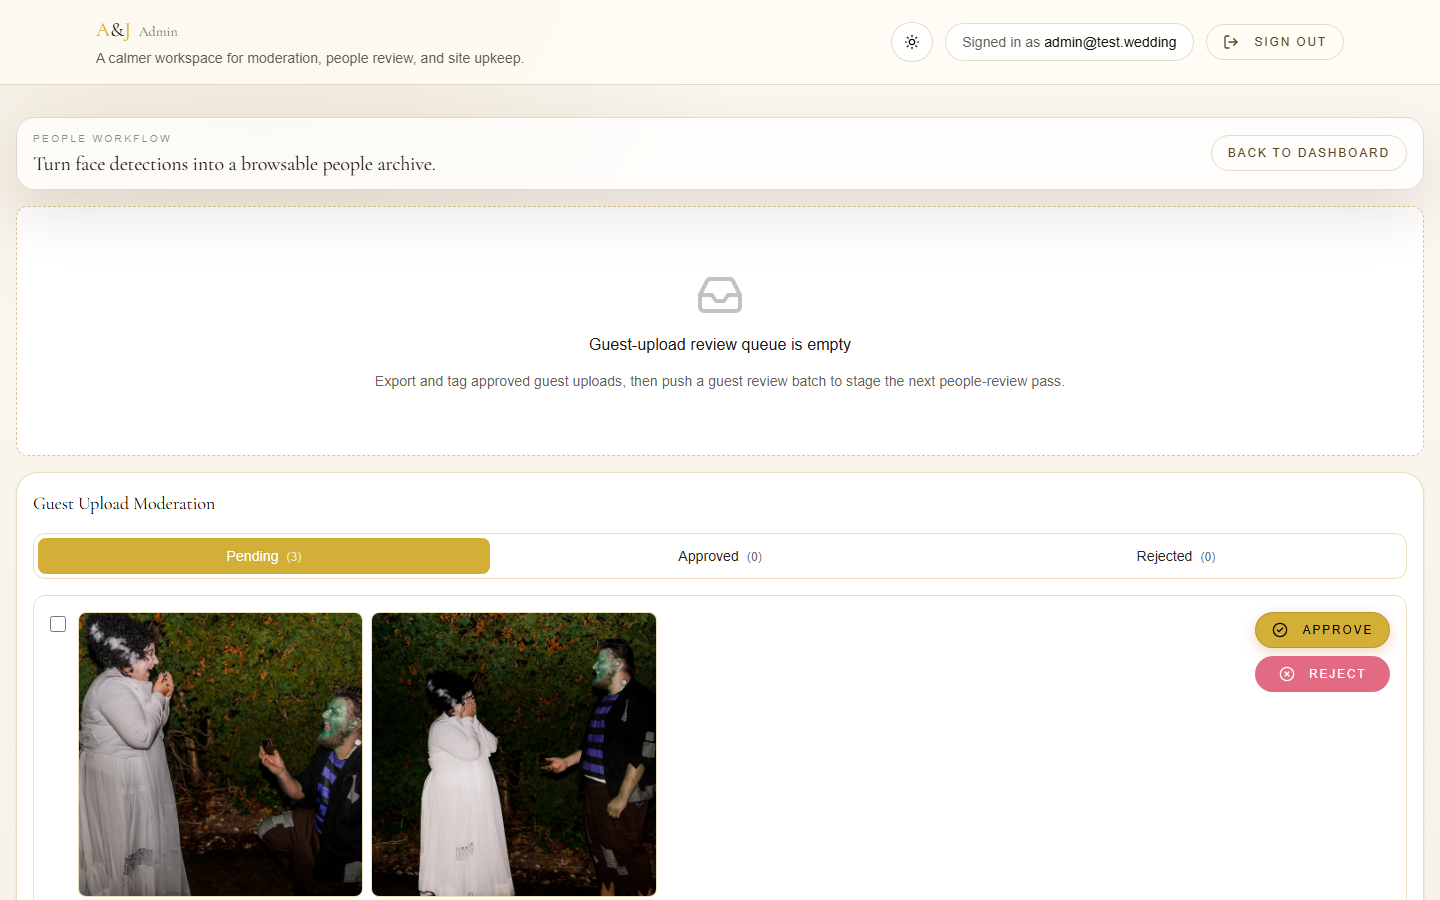 A&J Admin
A calmer workspace for moderation, people review, and site upkeep.
Signed in as admin@test.wedding
SIGN OUT
PEOPLE WORKFLOW
Turn face detections into a browsable people archive.
BACK TO DASHBOARD
Guest-upload review queue is empty
Export and tag approved guest uploads, then push a guest review batch to stage the next people-review pass.
Guest Upload Moderation
Pending (3)
Approved (0)
Rejected (0)
APPROVE
REJECT